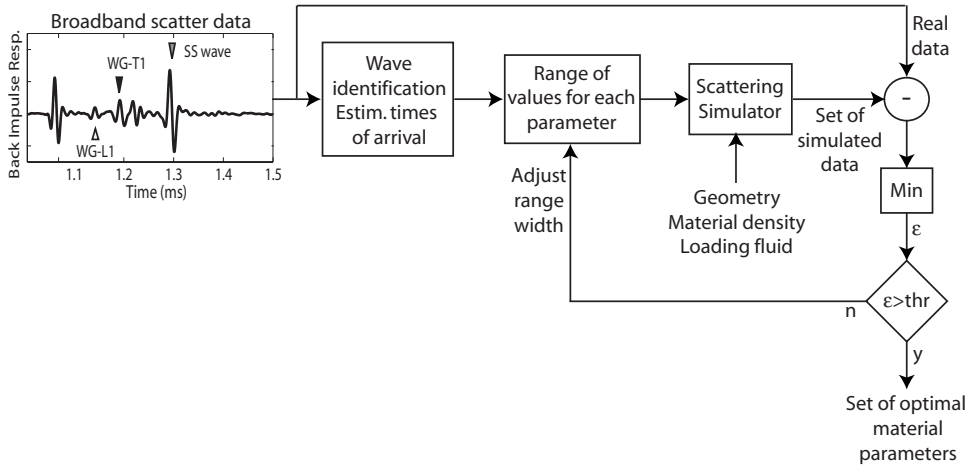 Broadband scatter data
Back Impulse Resp.
WG-T1
SS wave
WG-L1
1.1 1.2 1.3 1.4 1.5
Time (ms)
Wave
identification
Estim. times
of arrival
Range of
values for each
parameter
Scattering
Simulator
Real
data
-
Set of
simulated
data
Adjust
range
width
Geometry
Material density
Loading fluid
Min
ε
ε>thr
n
y
Set of optimal
material
parameters